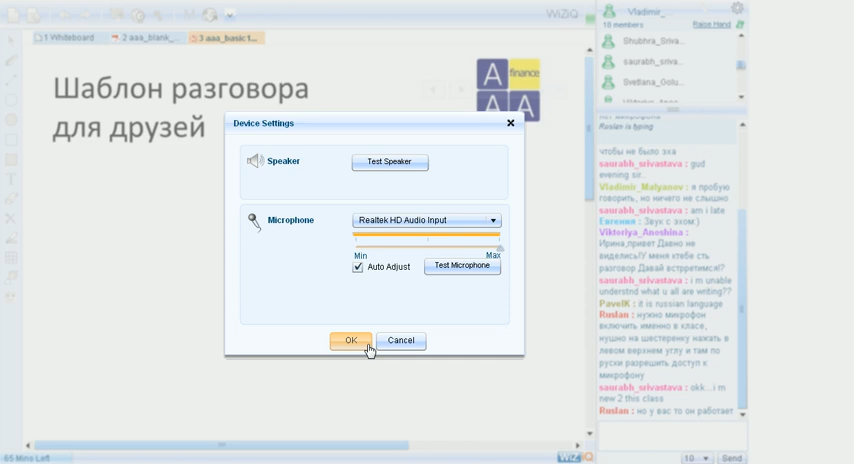 WiZiQ
1 Whiteboard
2 aaa_blank_...
3 aaa_basic t...
Шаблон разговора
для друзей
A finance
A A
Device Settings
Speaker
Test Speaker
Microphone
Realtek HD Audio Input
Min
Max
Auto Adjust
Test Microphone
OK
Cancel
65 Mins Left
WiZiQ
Vladimir_
18 members
Raise Hand
Shubhra_Sriva...
saurabh_sriva...
Svetlana_Golu...
Ruslan is typing
чтобы не было эха
saurabh_srivastava : gud
evening sir..
Vladimir_Malyanov : я пробую
говорить, но ничего не слышно
saurabh_srivastava : am i late
Евгения : Звук с эхом:)
Viktoriya_Anoshina :
Ирина,привет Давно не
виделись!У меня ктебе сть
разговор.Давай встретимся!?
saurabh_srivastava : i m unable
understnd what u all are writing??
PavelK : it is russian language
Ruslan : нужно микрофон
включить именно в класе,
нушно на шестеренку нажать в
левом верхнем углу и там по
руски разрешить доступ к
микрофону
saurabh_srivastava : okk...i m
new 2 this class
Ruslan : но у вас то он работает
10
Send